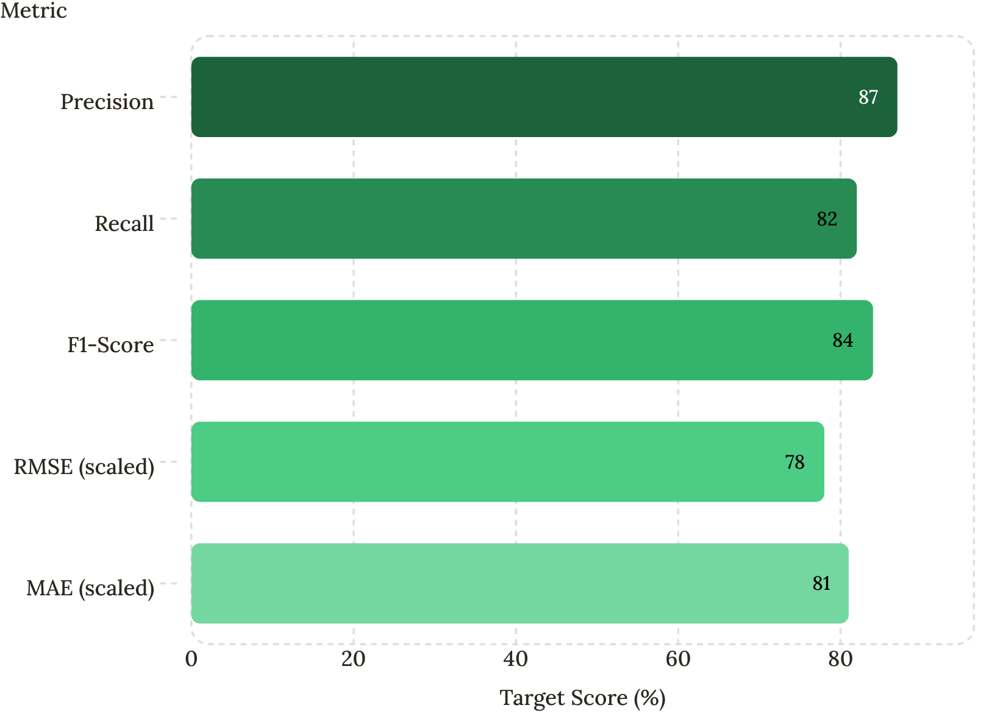 Metric
Precision
87
Recall
82
F1-Score
84
RMSE (scaled)
78
MAE (scaled)
81
0 20 40 60 80
Target Score (%)